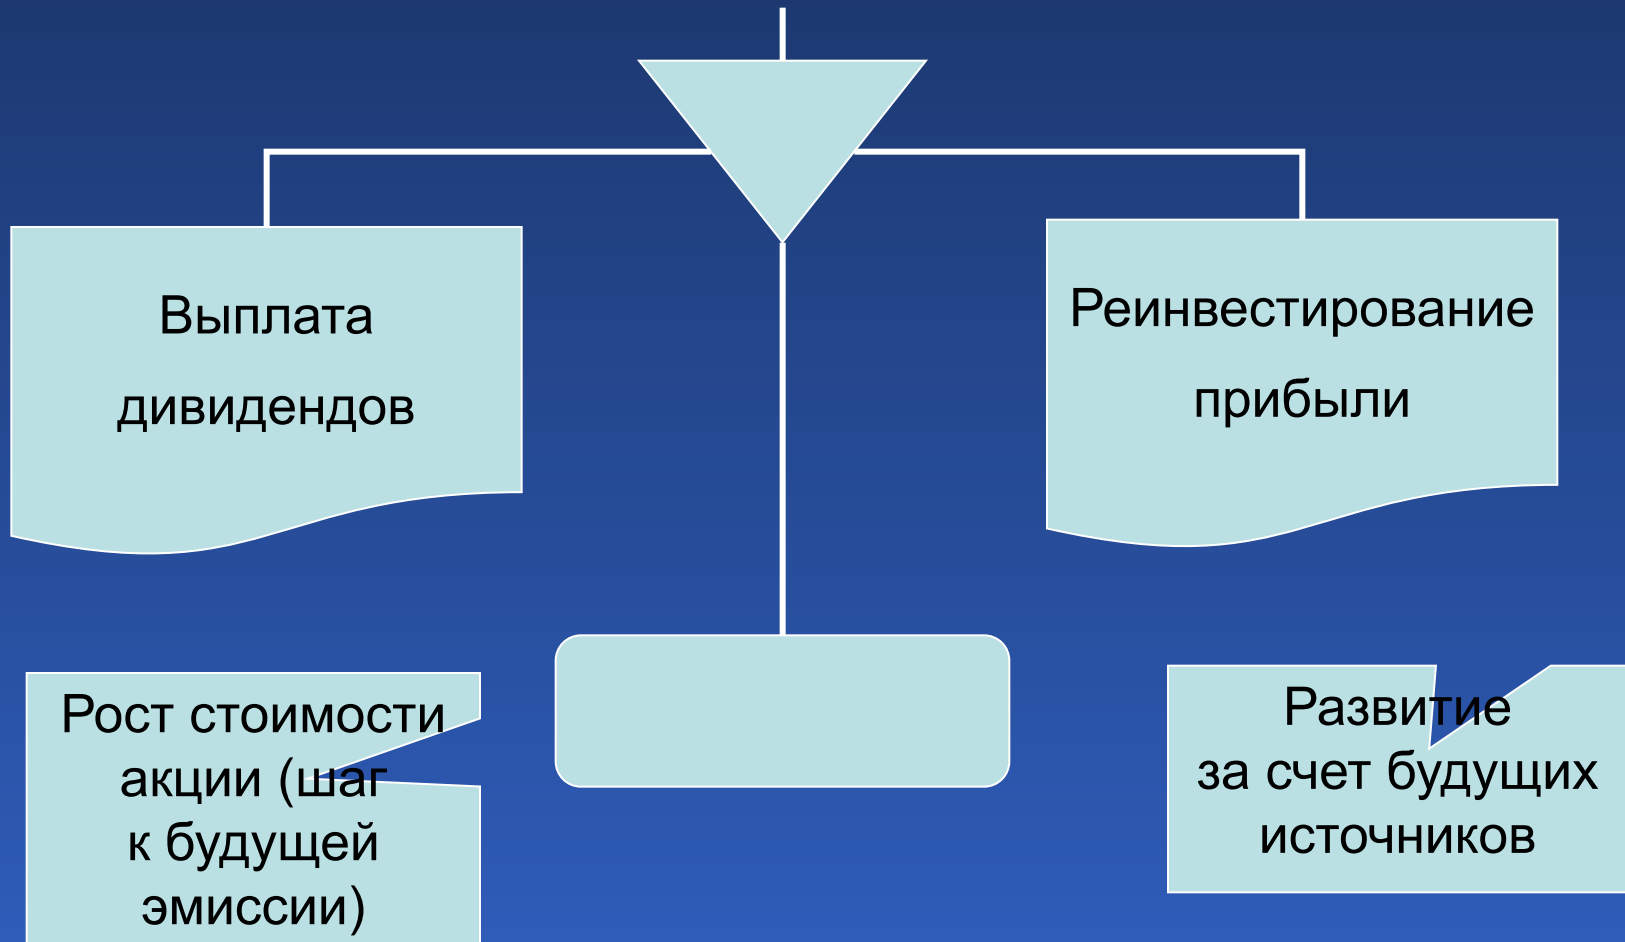 Выплата
дивидендов
Реинвестирование
прибыли
Рост стоимости
акции (шаг
к будущей
эмиссии)
Развитие
за счет будущих
источников